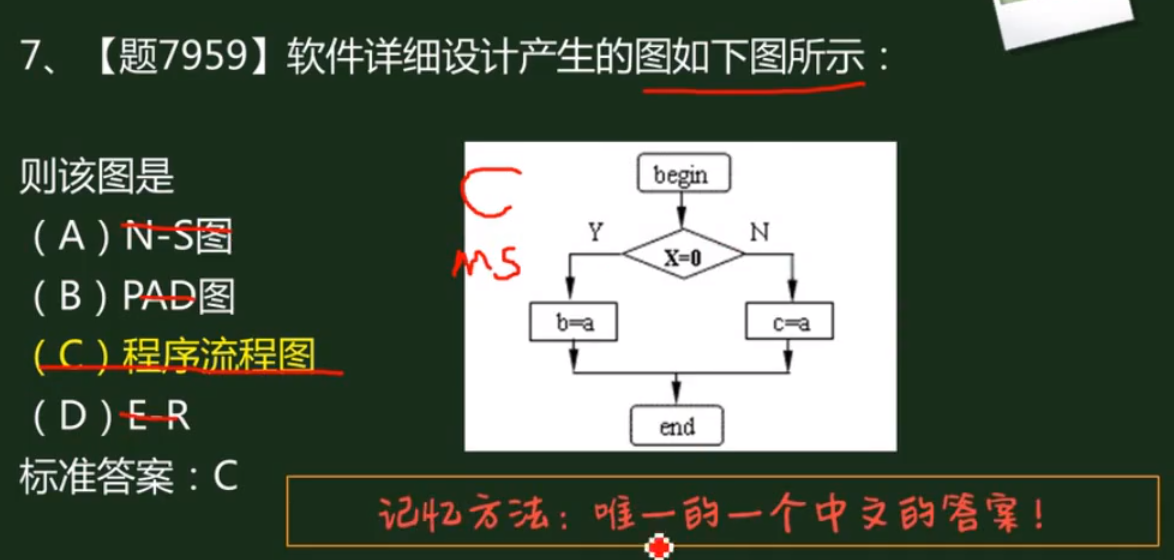 7、【题7959】软件详细设计产生的图如下图所示：
则该图是
（A）N-S图
（B）PAD图
（C）程序流程图
（D）E-R
标准答案：C
C
MS
begin
Y
N
X=0
b=a
c=a
end
记忆方法：唯一的一个中文的答案！